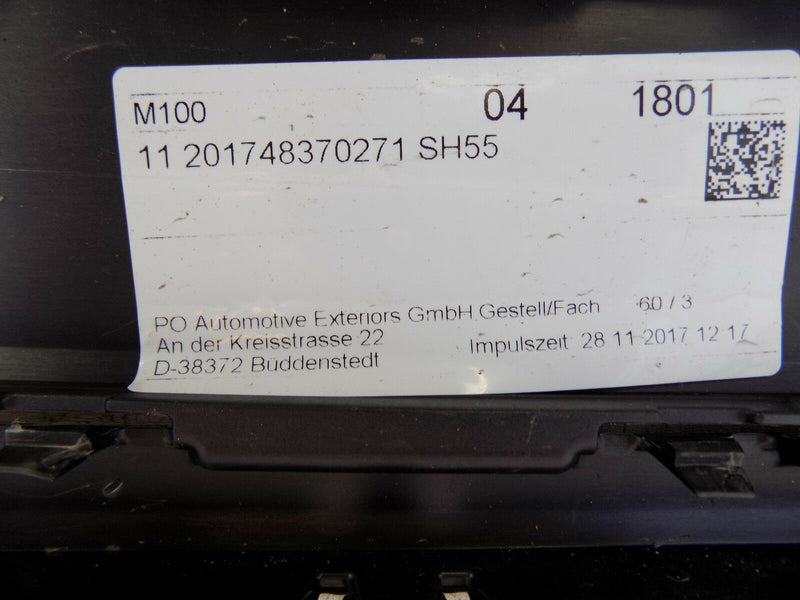 M100 04 1801
11 201748370271 SH55
PO Automotive Exteriors GmbH Gestell/Fach 60 / 3
An der Kreisstrasse 22
Impulszeit 28 11 2017 12 17
D-38372 Büddenstedt